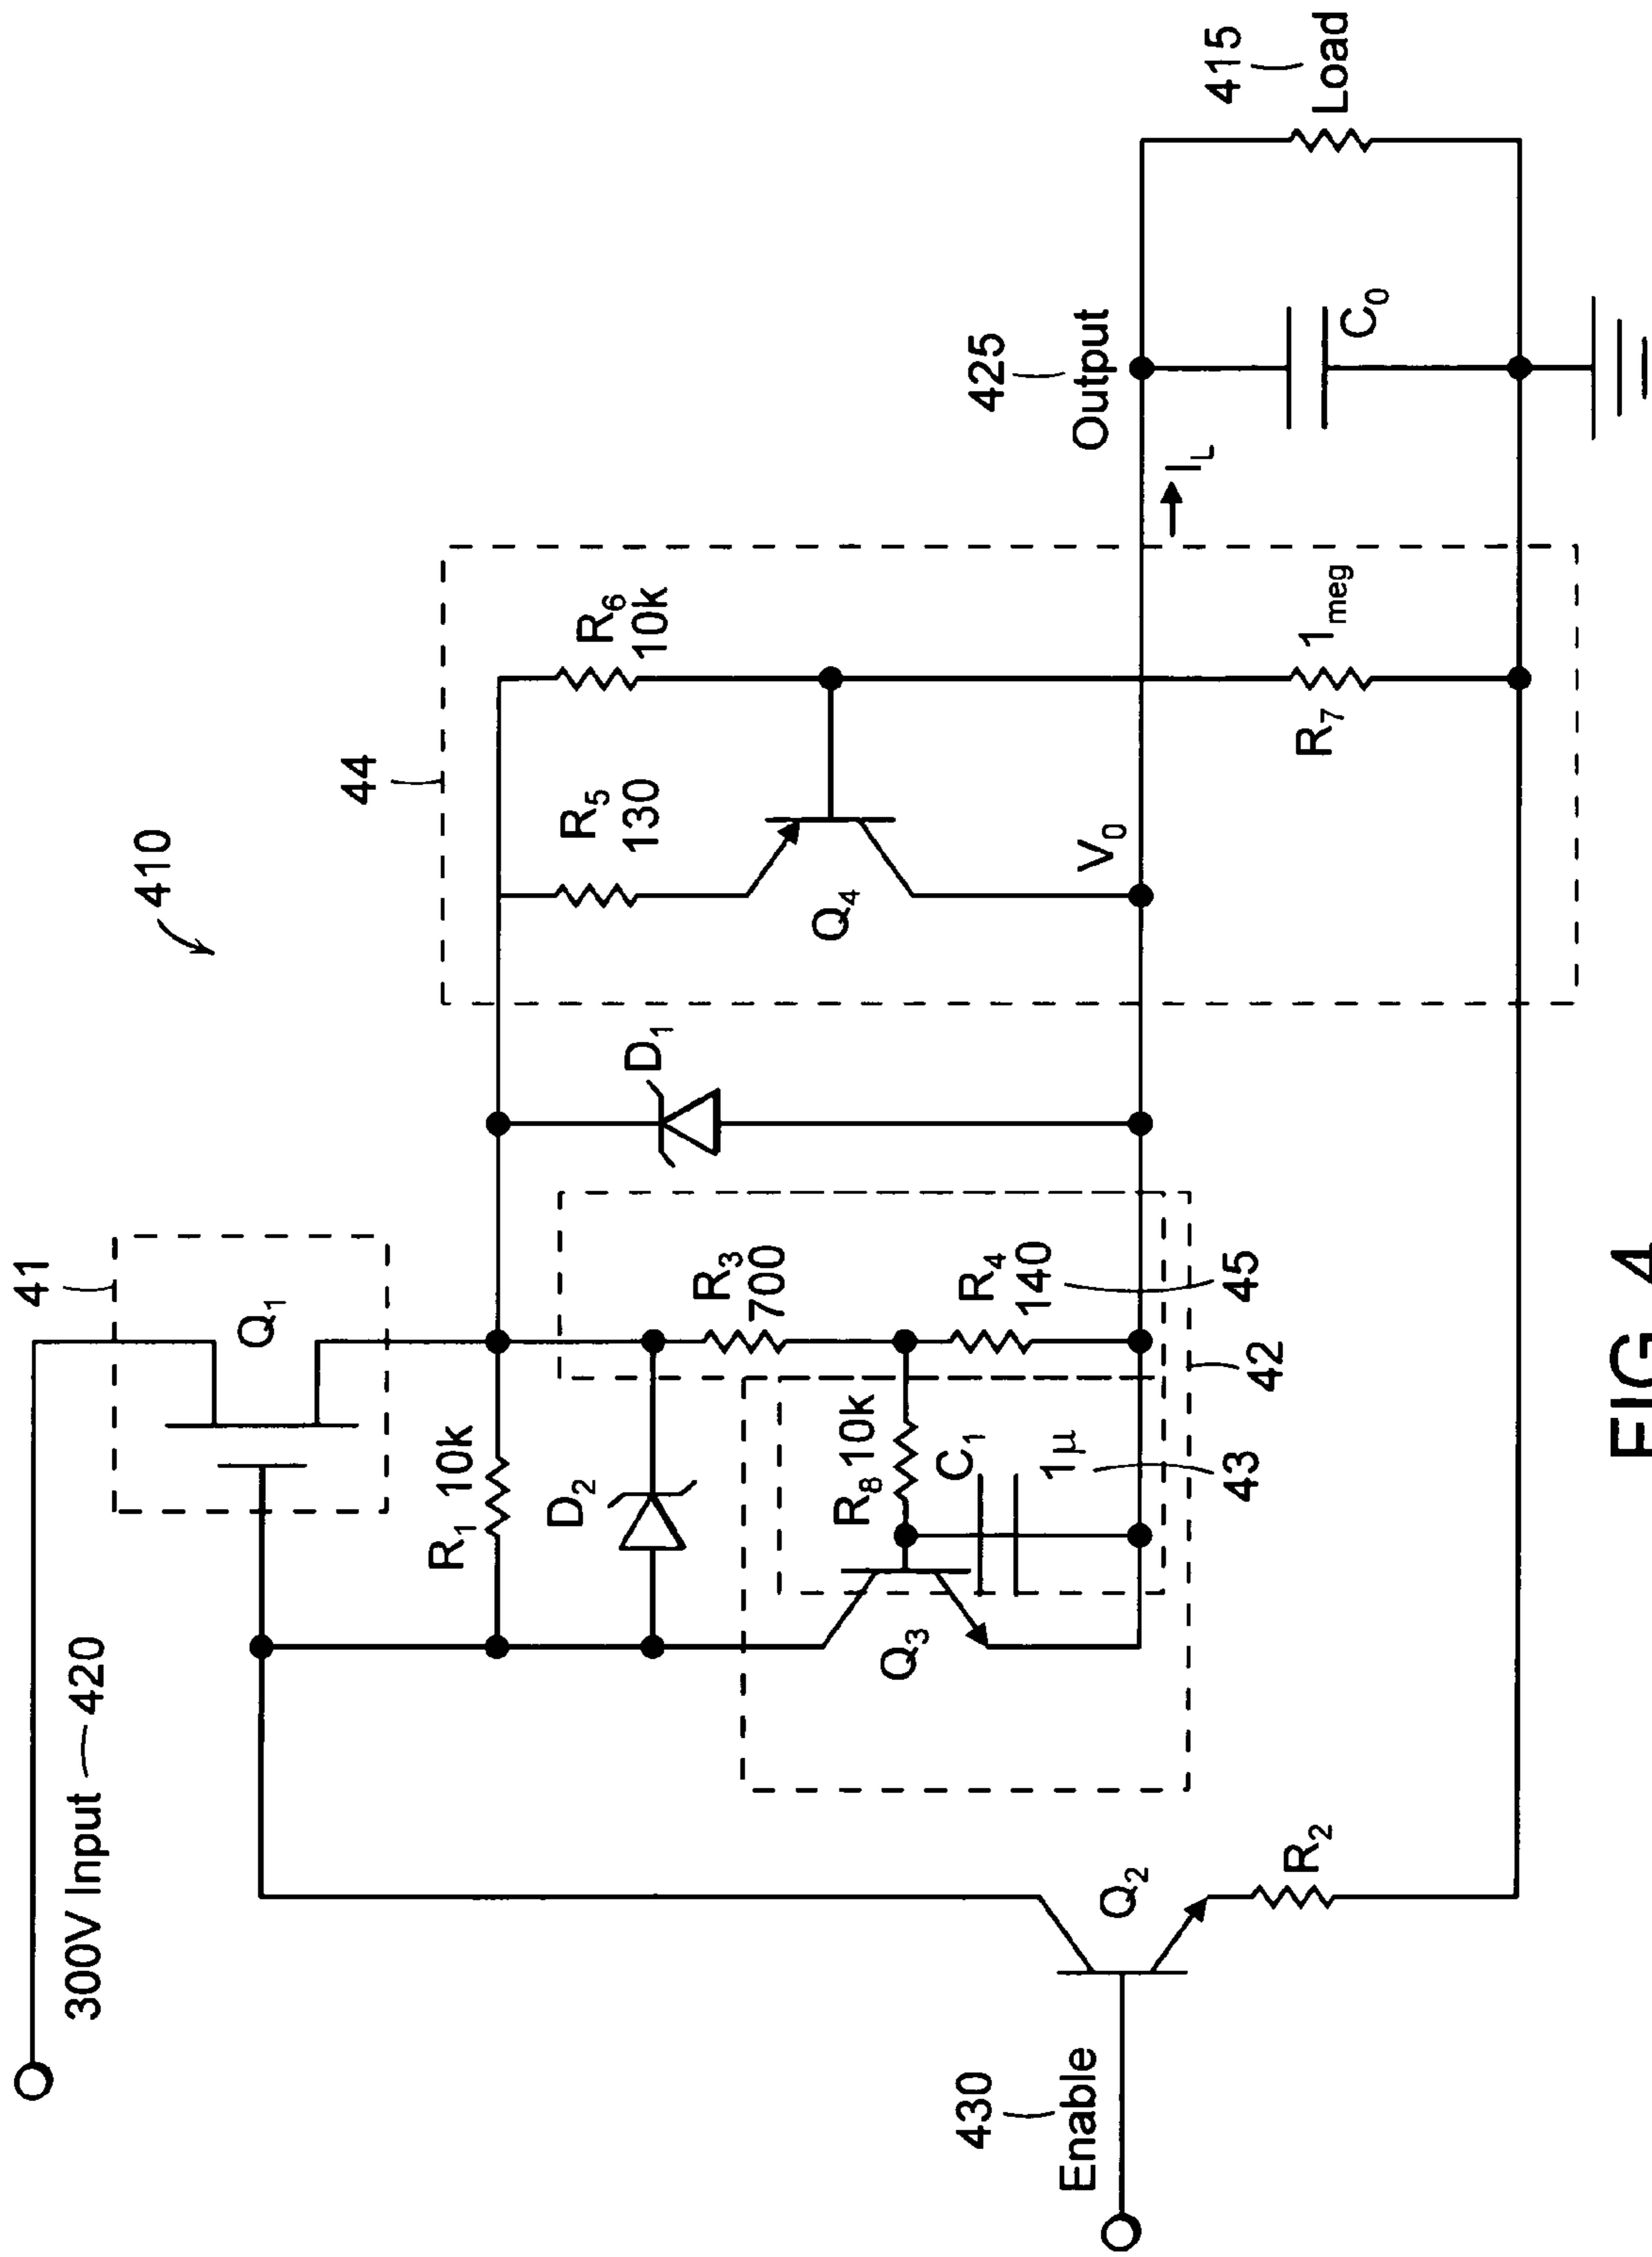 410
300V Input 420
41
Q1
R1 10k
D2
D1
44
R5
130
R6
10k
R3
700
Q4
R8 10k
Q3
C1
1μ
R4
140
43
42
45
V0
430
Enable
Q2
R2
425
Output
IL
R7
1meg
C0
415
Load
FIG. 4